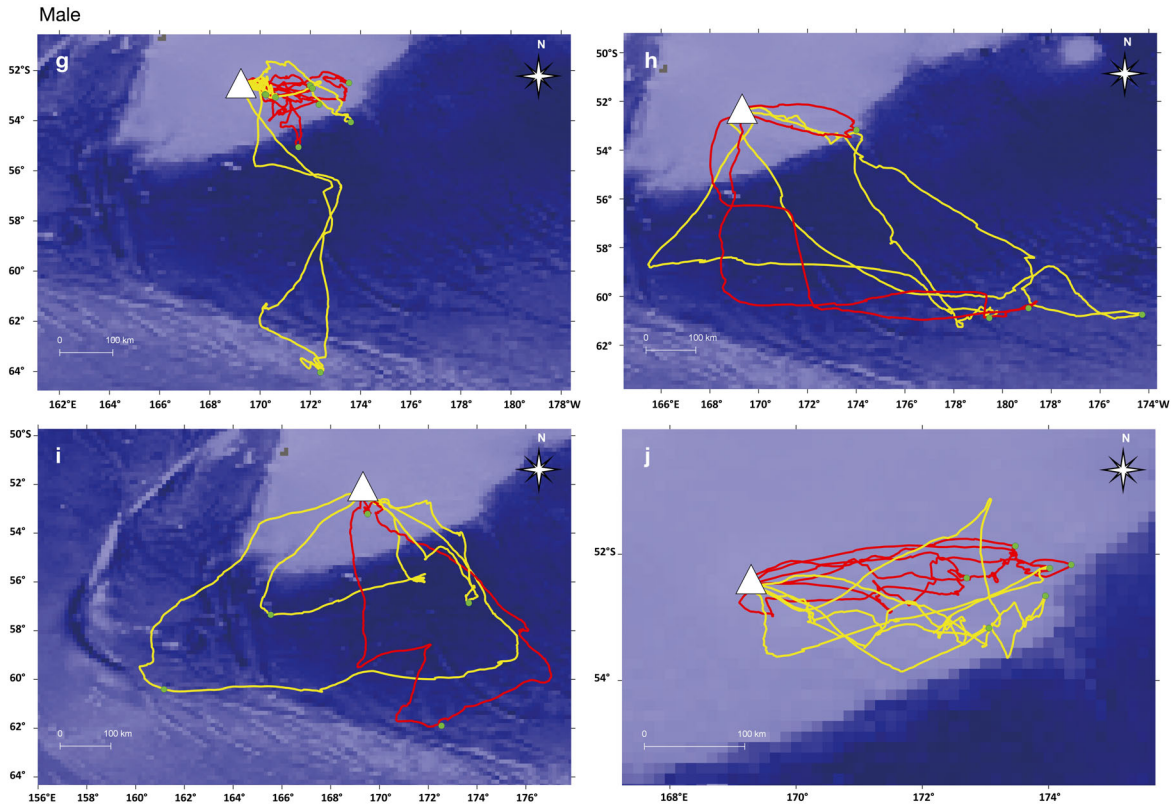 Male
g
N
52°S
54°
56°
58°
60°
62°
64°
0 100 km
162°E 164° 166° 168° 170° 172° 174° 176° 178° 180° 178°W
h
N
50°S
52°
54°
56°
58°
60°
62°
0 100 km
166°E 168° 170° 172° 174° 176° 178° 178° 176° 174°W
i
N
50°S
52°
54°
56°
58°
60°
62°
64°
0 100 km
156°E 158° 160° 162° 164° 166° 168° 170° 172° 174° 176°
j
N
52°S
54°
0 100 km
168°E 170° 172° 174°